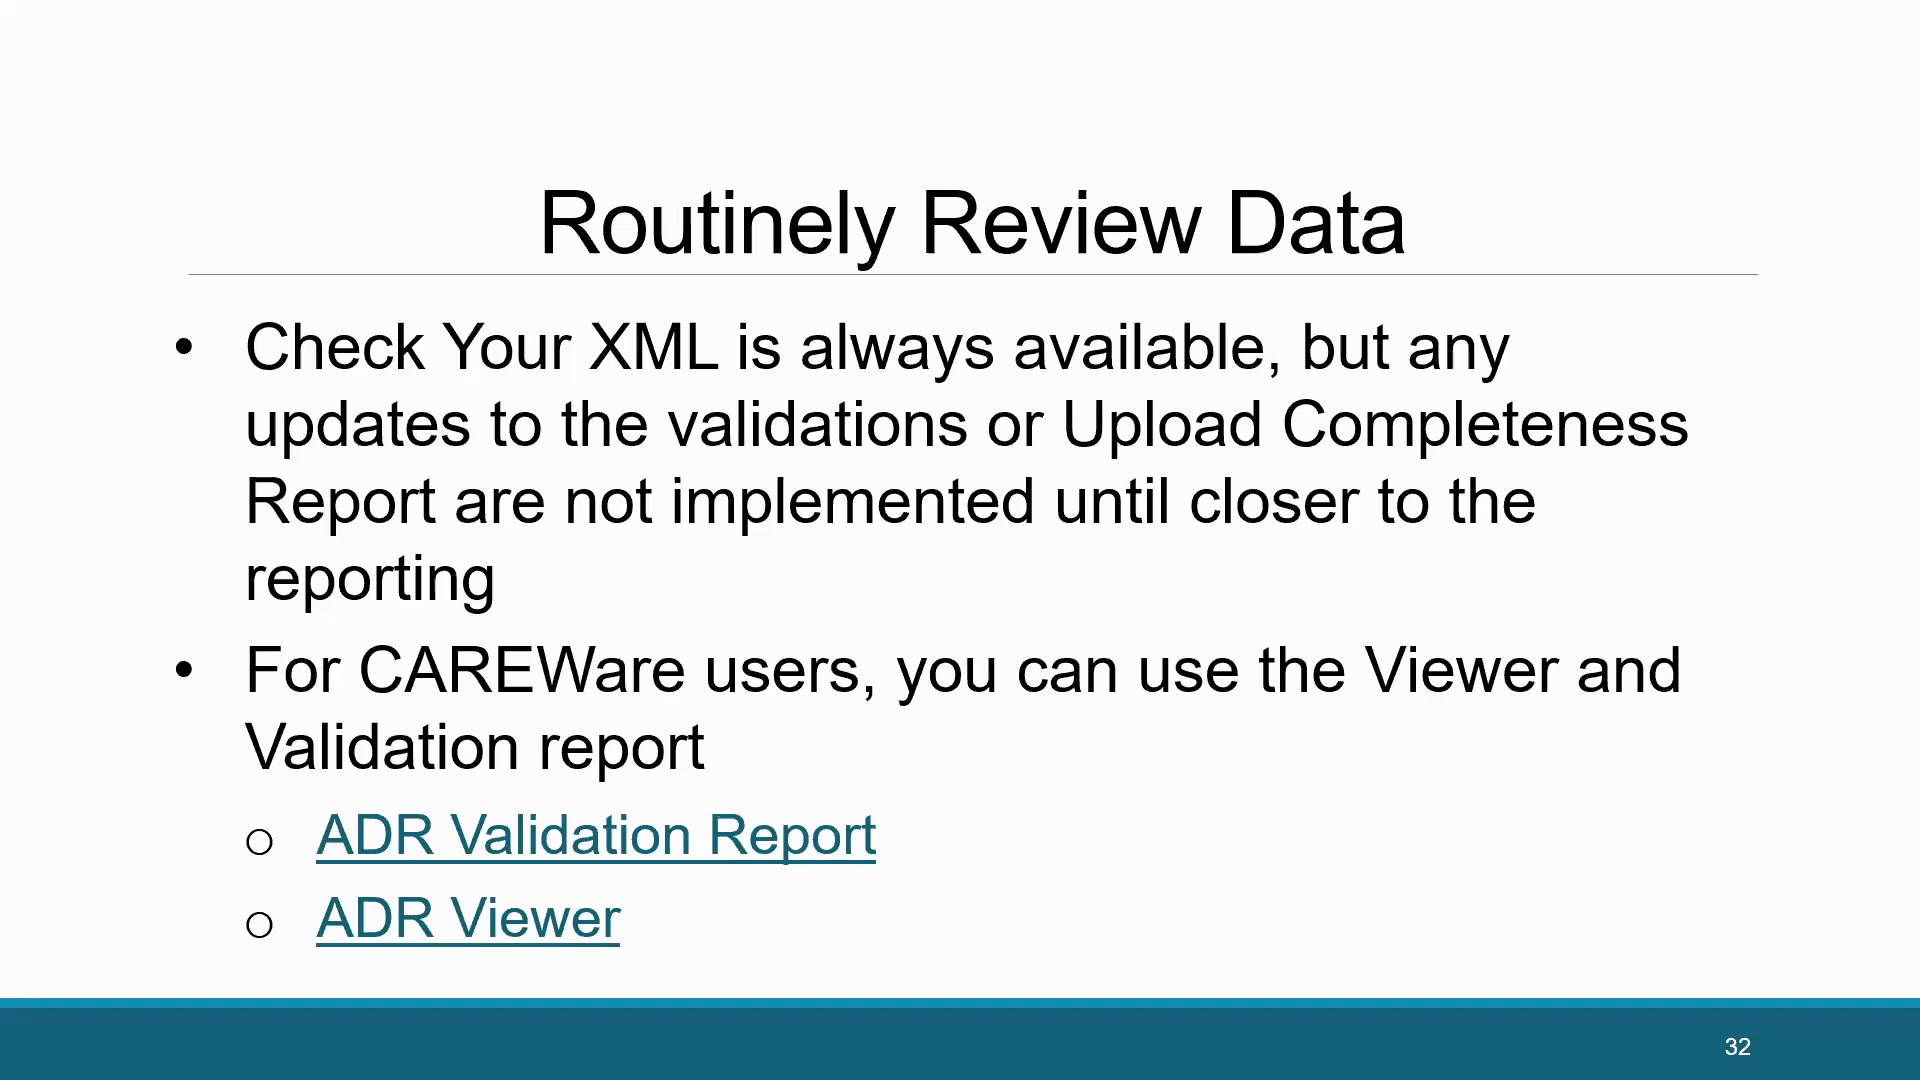 Routinely Review Data
• Check Your XML is always available, but any
updates to the validations or Upload Completeness
Report are not implemented until closer to the
reporting
• For CAREWare users, you can use the Viewer and
Validation report
o ADR Validation Report
o ADR Viewer
32